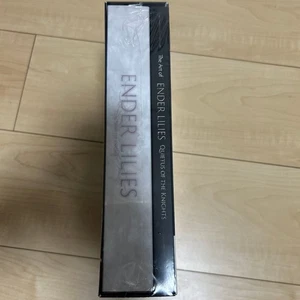 ENDER LILIES
The Art of ENDER LILIES QUIETUS OF THE KNIGHTS